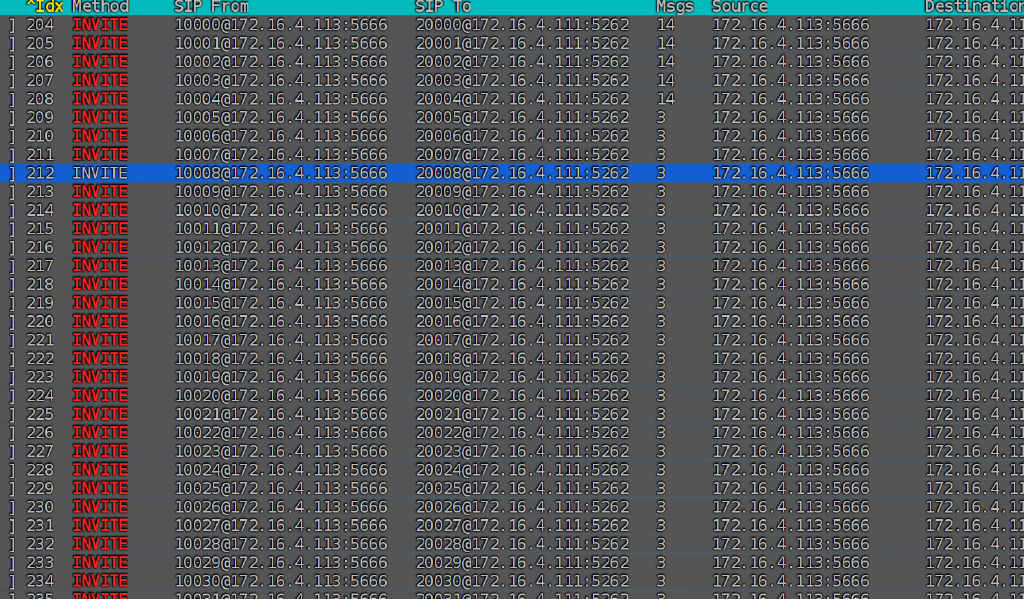 ^Idx Method SIP From SIP To Msgs Source Destination
] 204 INVITE 10000@172.16.4.113:5666 20000@172.16.4.111:5262 14 172.16.4.113:5666 172.16.4.11
] 205 INVITE 10001@172.16.4.113:5666 20001@172.16.4.111:5262 14 172.16.4.113:5666 172.16.4.11
] 206 INVITE 10002@172.16.4.113:5666 20002@172.16.4.111:5262 14 172.16.4.113:5666 172.16.4.11
] 207 INVITE 10003@172.16.4.113:5666 20003@172.16.4.111:5262 14 172.16.4.113:5666 172.16.4.11
] 208 INVITE 10004@172.16.4.113:5666 20004@172.16.4.111:5262 14 172.16.4.113:5666 172.16.4.11
] 209 INVITE 10005@172.16.4.113:5666 20005@172.16.4.111:5262 3 172.16.4.113:5666 172.16.4.11
] 210 INVITE 10006@172.16.4.113:5666 20006@172.16.4.111:5262 3 172.16.4.113:5666 172.16.4.11
] 211 INVITE 10007@172.16.4.113:5666 20007@172.16.4.111:5262 3 172.16.4.113:5666 172.16.4.11
] 212 INVITE 10008@172.16.4.113:5666 20008@172.16.4.111:5262 3 172.16.4.113:5666 172.16.4.11
] 213 INVITE 10009@172.16.4.113:5666 20009@172.16.4.111:5262 3 172.16.4.113:5666 172.16.4.11
] 214 INVITE 10010@172.16.4.113:5666 20010@172.16.4.111:5262 3 172.16.4.113:5666 172.16.4.11
] 215 INVITE 10011@172.16.4.113:5666 20011@172.16.4.111:5262 3 172.16.4.113:5666 172.16.4.11
] 216 INVITE 10012@172.16.4.113:5666 20012@172.16.4.111:5262 3 172.16.4.113:5666 172.16.4.11
] 217 INVITE 10013@172.16.4.113:5666 20013@172.16.4.111:5262 3 172.16.4.113:5666 172.16.4.11
] 218 INVITE 10014@172.16.4.113:5666 20014@172.16.4.111:5262 3 172.16.4.113:5666 172.16.4.11
] 219 INVITE 10015@172.16.4.113:5666 20015@172.16.4.111:5262 3 172.16.4.113:5666 172.16.4.11
] 220 INVITE 10016@172.16.4.113:5666 20016@172.16.4.111:5262 3 172.16.4.113:5666 172.16.4.11
] 221 INVITE 10017@172.16.4.113:5666 20017@172.16.4.111:5262 3 172.16.4.113:5666 172.16.4.11
] 222 INVITE 10018@172.16.4.113:5666 20018@172.16.4.111:5262 3 172.16.4.113:5666 172.16.4.11
] 223 INVITE 10019@172.16.4.113:5666 20019@172.16.4.111:5262 3 172.16.4.113:5666 172.16.4.11
] 224 INVITE 10020@172.16.4.113:5666 20020@172.16.4.111:5262 3 172.16.4.113:5666 172.16.4.11
] 225 INVITE 10021@172.16.4.113:5666 20021@172.16.4.111:5262 3 172.16.4.113:5666 172.16.4.11
] 226 INVITE 10022@172.16.4.113:5666 20022@172.16.4.111:5262 3 172.16.4.113:5666 172.16.4.11
] 227 INVITE 10023@172.16.4.113:5666 20023@172.16.4.111:5262 3 172.16.4.113:5666 172.16.4.11
] 228 INVITE 10024@172.16.4.113:5666 20024@172.16.4.111:5262 3 172.16.4.113:5666 172.16.4.11
] 229 INVITE 10025@172.16.4.113:5666 20025@172.16.4.111:5262 3 172.16.4.113:5666 172.16.4.11
] 230 INVITE 10026@172.16.4.113:5666 20026@172.16.4.111:5262 3 172.16.4.113:5666 172.16.4.11
] 231 INVITE 10027@172.16.4.113:5666 20027@172.16.4.111:5262 3 172.16.4.113:5666 172.16.4.11
] 232 INVITE 10028@172.16.4.113:5666 20028@172.16.4.111:5262 3 172.16.4.113:5666 172.16.4.11
] 233 INVITE 10029@172.16.4.113:5666 20029@172.16.4.111:5262 3 172.16.4.113:5666 172.16.4.11
] 234 INVITE 10030@172.16.4.113:5666 20030@172.16.4.111:5262 3 172.16.4.113:5666 172.16.4.11
] 235 INVITE 10031@172.16.4.113:5666 20031@172.16.4.111:5262 3 172.16.4.113:5666 172.16.4.11